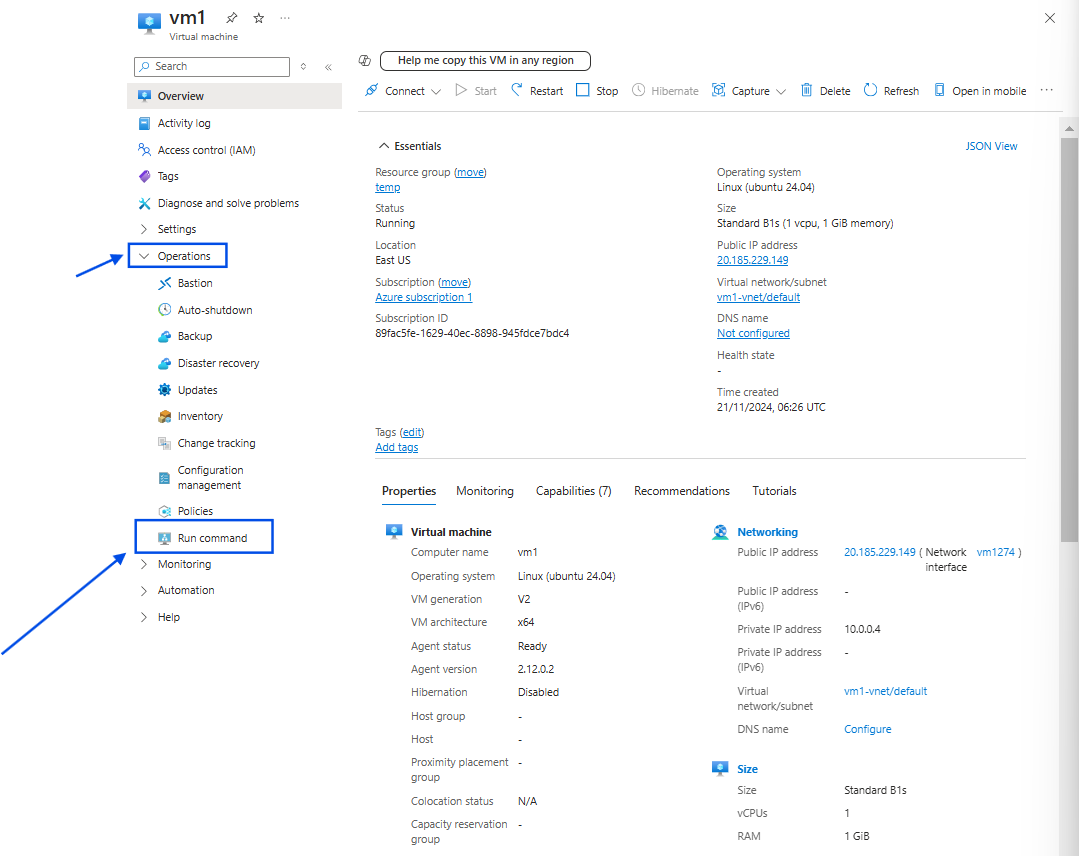 vm1
Virtual machine
Search
Overview
Activity log
Access control (IAM)
Tags
Diagnose and solve problems
Settings
Operations
Bastion
Auto-shutdown
Backup
Disaster recovery
Updates
Inventory
Change tracking
Configuration
management
Policies
Run command
Monitoring
Automation
Help
Help me copy this VM in any region
Connect Start Restart Stop Hibernate Capture Delete Refresh Open in mobile
Essentials
JSON View
Resource group (move)
temp
Status
Running
Location
East US
Subscription (move)
Azure subscription 1
Subscription ID
89fac5fe-1629-40ec-8898-945fdce7bdc4
Operating system
Linux (ubuntu 24.04)
Size
Standard B1s (1 vcpu, 1 GiB memory)
Public IP address
20.185.229.149
Virtual network/subnet
vm1-vnet/default
DNS name
Not configured
Health state
-
Time created
21/11/2024, 06:26 UTC
Tags (edit)
Add tags
Properties Monitoring Capabilities (7) Recommendations Tutorials
Virtual machine
Computer name vm1
Operating system Linux (ubuntu 24.04)
VM generation V2
VM architecture x64
Agent status Ready
Agent version 2.12.0.2
Hibernation Disabled
Host group -
Host -
Proximity placement -
group
Colocation status N/A
Capacity reservation -
group
Networking
Public IP address 20.185.229.149 ( Network vm1274 )
interface
Public IP address -
(IPv6)
Private IP address 10.0.0.4
Private IP address -
(IPv6)
Virtual vm1-vnet/default
network/subnet
DNS name Configure
Size
Size Standard B1s
vCPUs 1
RAM 1 GiB